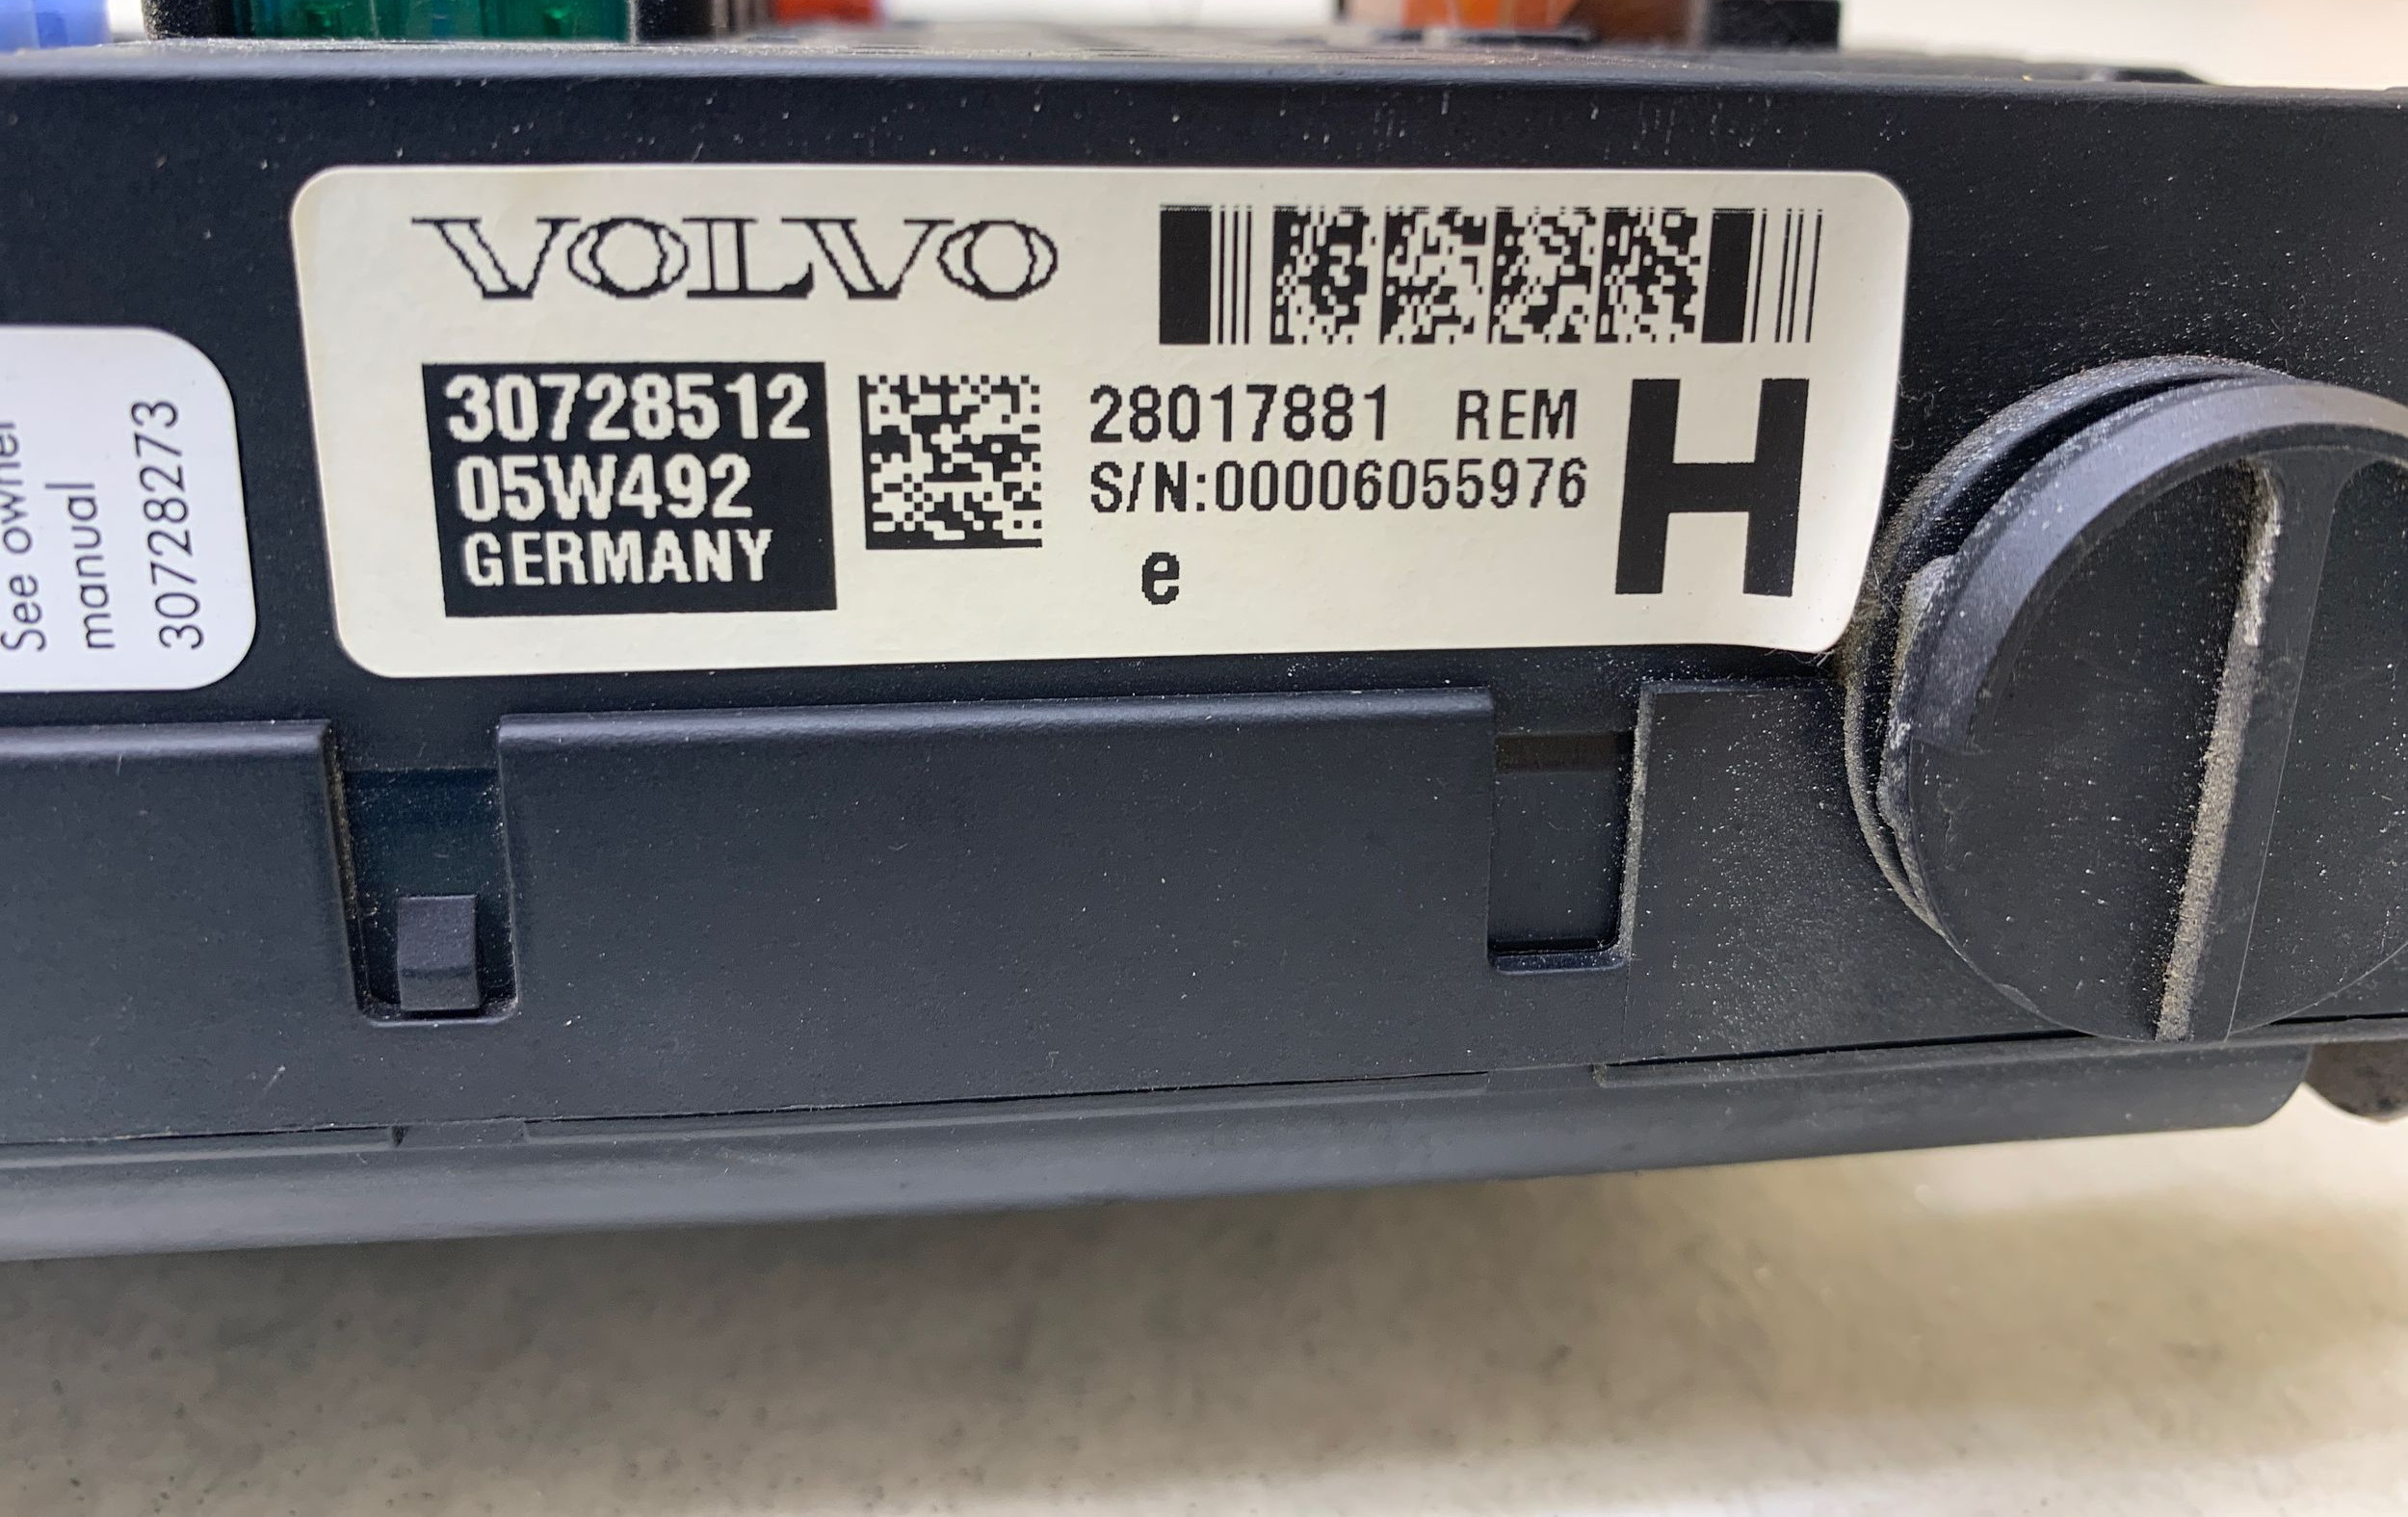 See owner
manual
30728273
VOLVO
30728512
05W492
GERMANY
28017881 REM
S/N:00006055976
e
H